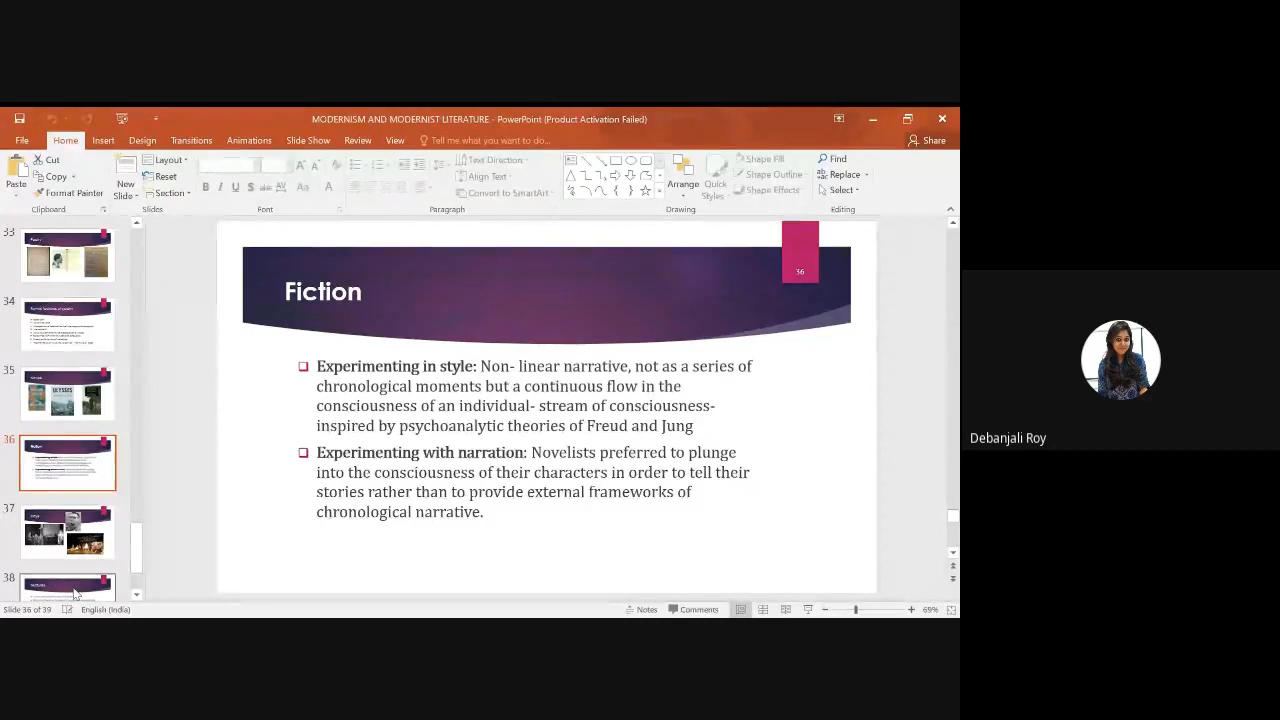 MODERNISM AND MODERNIST LITERATURE - PowerPoint (Product Activation Failed)
File Home Insert Design Transitions Animations Slide Show Review View Tell me what you want to do... Share
Paste
Cut
Copy
Format Painter
Clipboard
New
Slide
Layout
Reset
Section
Slides
B I U S abc AV Aa A
Font
Text Direction
Align Text
Convert to SmartArt
Paragraph
Arrange
Quick
Styles
Shape Fill
Shape Outline
Shape Effects
Drawing
Find
Replace
Select
Editing
33
34
35
ULYSSES
36
Fiction
37
38
36
Fiction
Experimenting in style: Non- linear narrative, not as a series of
chronological moments but a continuous flow in the
consciousness of an individual- stream of consciousness-
inspired by psychoanalytic theories of Freud and Jung
Experimenting with narration: Novelists preferred to plunge
into the consciousness of their characters in order to tell their
stories rather than to provide external frameworks of
chronological narrative.
Slide 36 of 39 English (India) Notes Comments 69%
Debanjali Roy